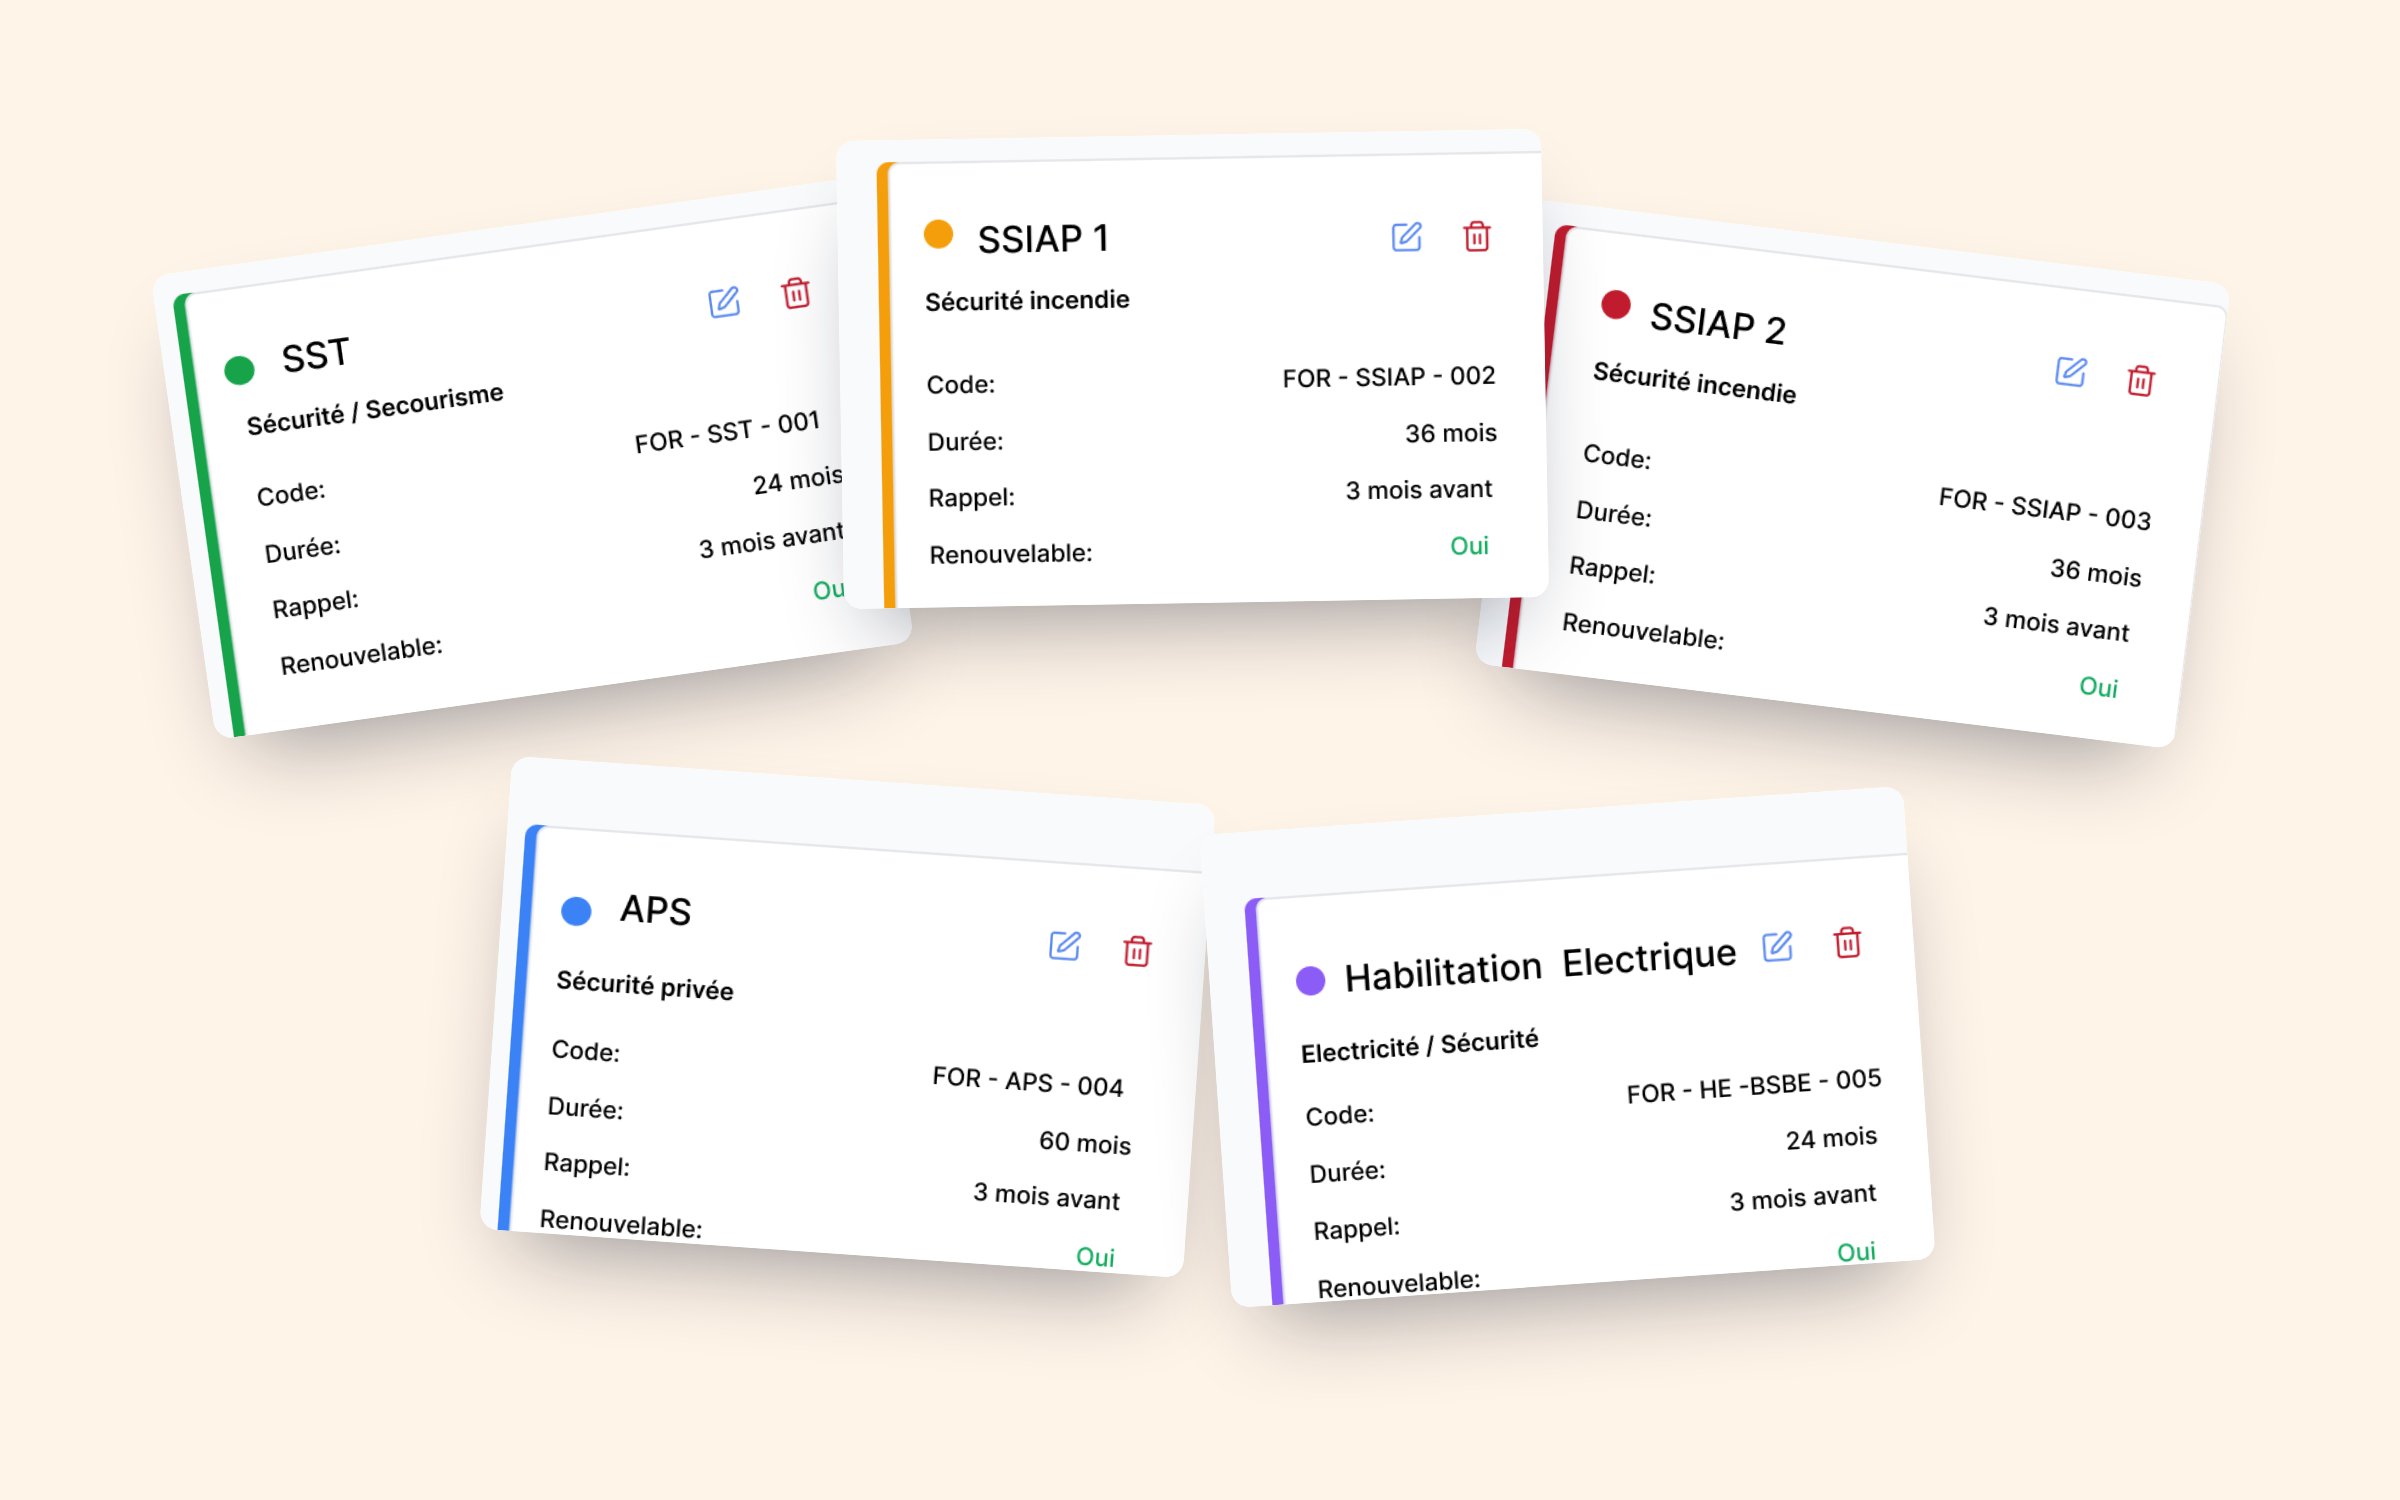 SST
Sécurité / Secourisme
Code: FOR - SST - 001
Durée: 24 mois
Rappel: 3 mois avant
Renouvelable: Ou
SSIAP 1
Sécurité incendie
Code: FOR - SSIAP - 002
Durée: 36 mois
Rappel: 3 mois avant
Renouvelable: Oui
SSIAP 2
Sécurité incendie
Code: FOR - SSIAP - 003
Durée: 36 mois
Rappel: 3 mois avant
Renouvelable: Oui
APS
Sécurité privée
Code: FOR - APS - 004
Durée: 60 mois
Rappel: 3 mois avant
Renouvelable: Oui
Habilitation Electrique
Electricité / Sécurité
Code: FOR - HE -BSBE - 005
Durée: 24 mois
Rappel: 3 mois avant
Renouvelable: Oui